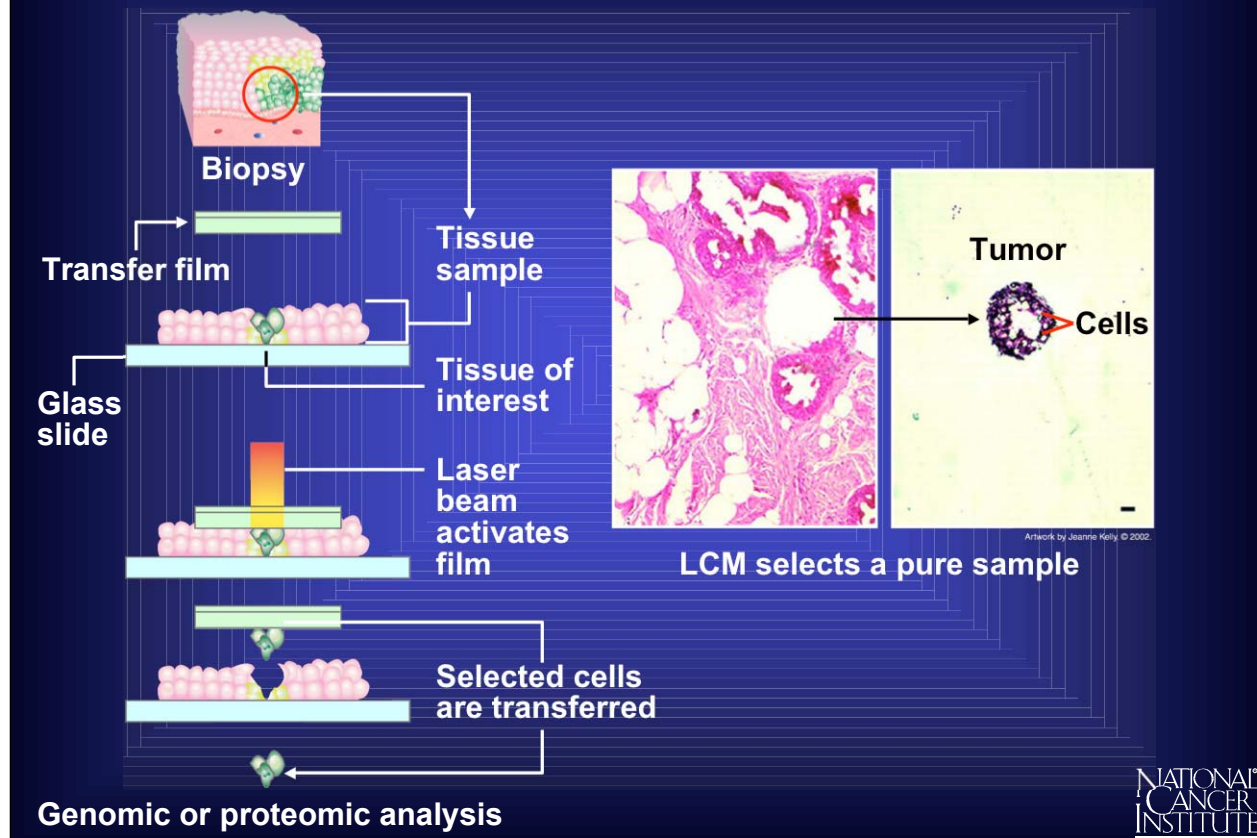 Biopsy
Transfer film
Tissue
sample
Glass
slide
Tissue of
interest
Laser
beam
activates
film
Selected cells
are transferred
Genomic or proteomic analysis
Tumor
Cells
Artwork by Jeanne Kelly. © 2002.
LCM selects a pure sample
NATIONAL®
CANCER
INSTITUTE